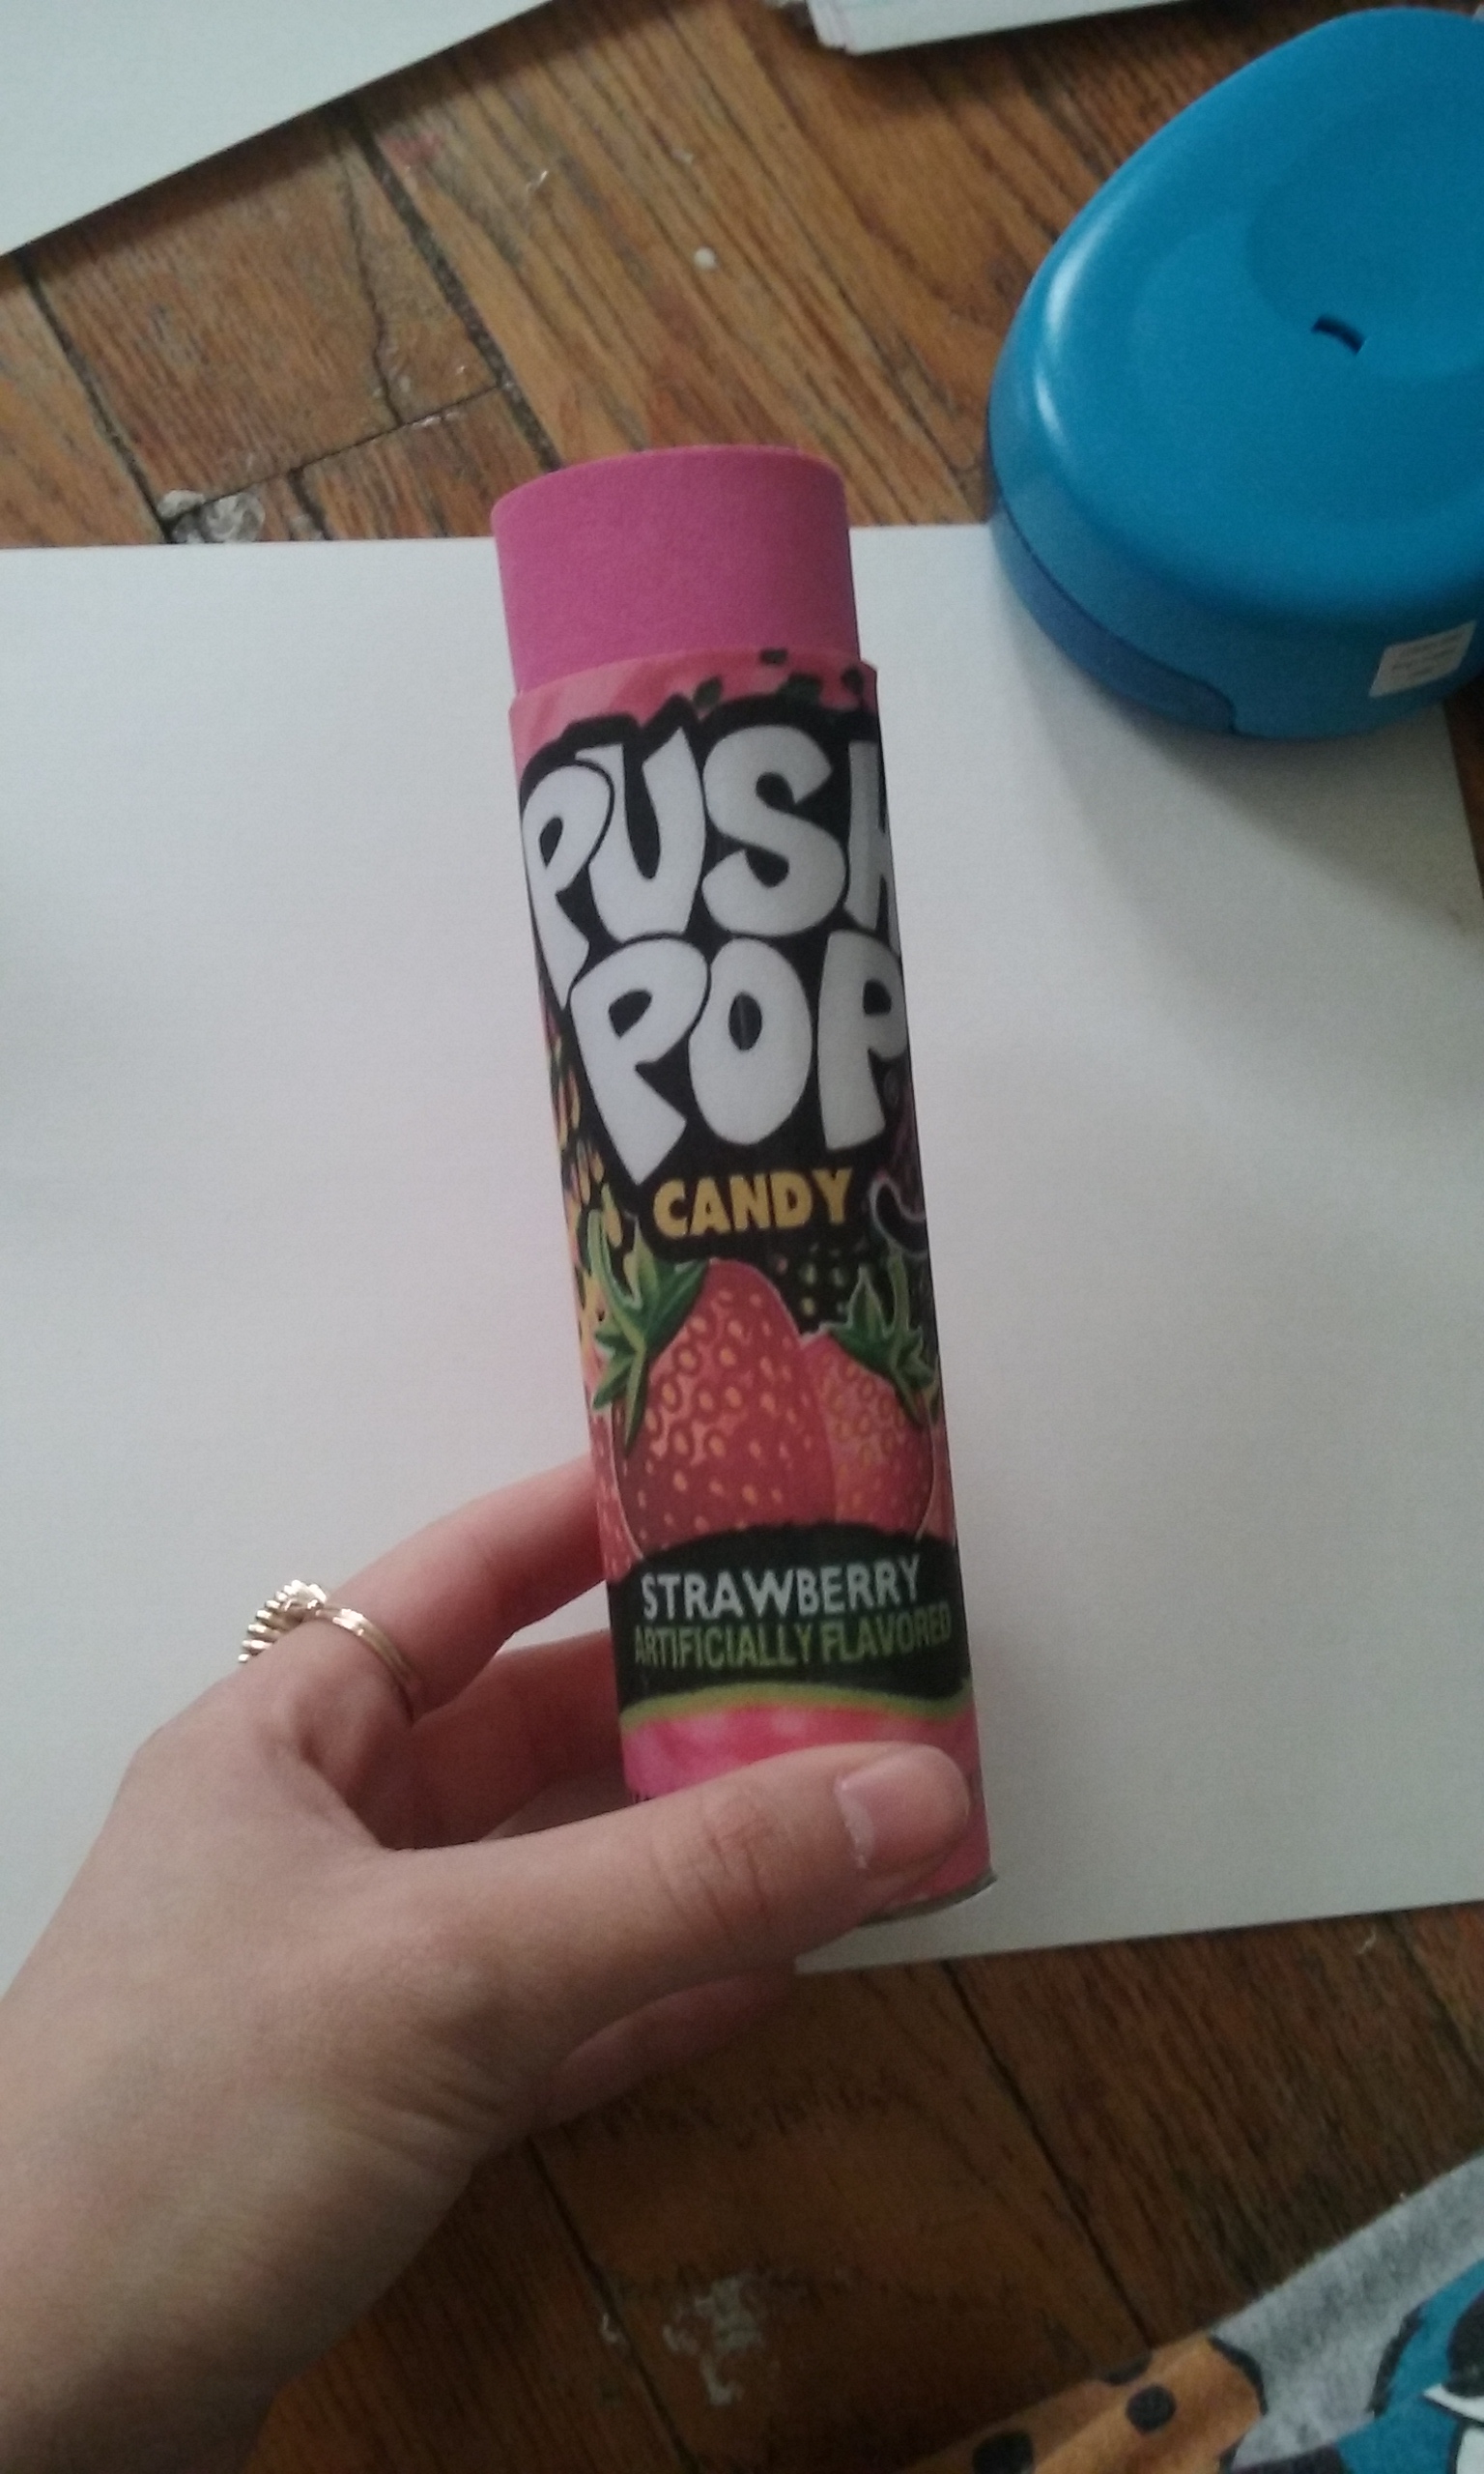 PUSH
POP
CANDY
STRAWBERRY
ARTIFICIALLY FLAVORED